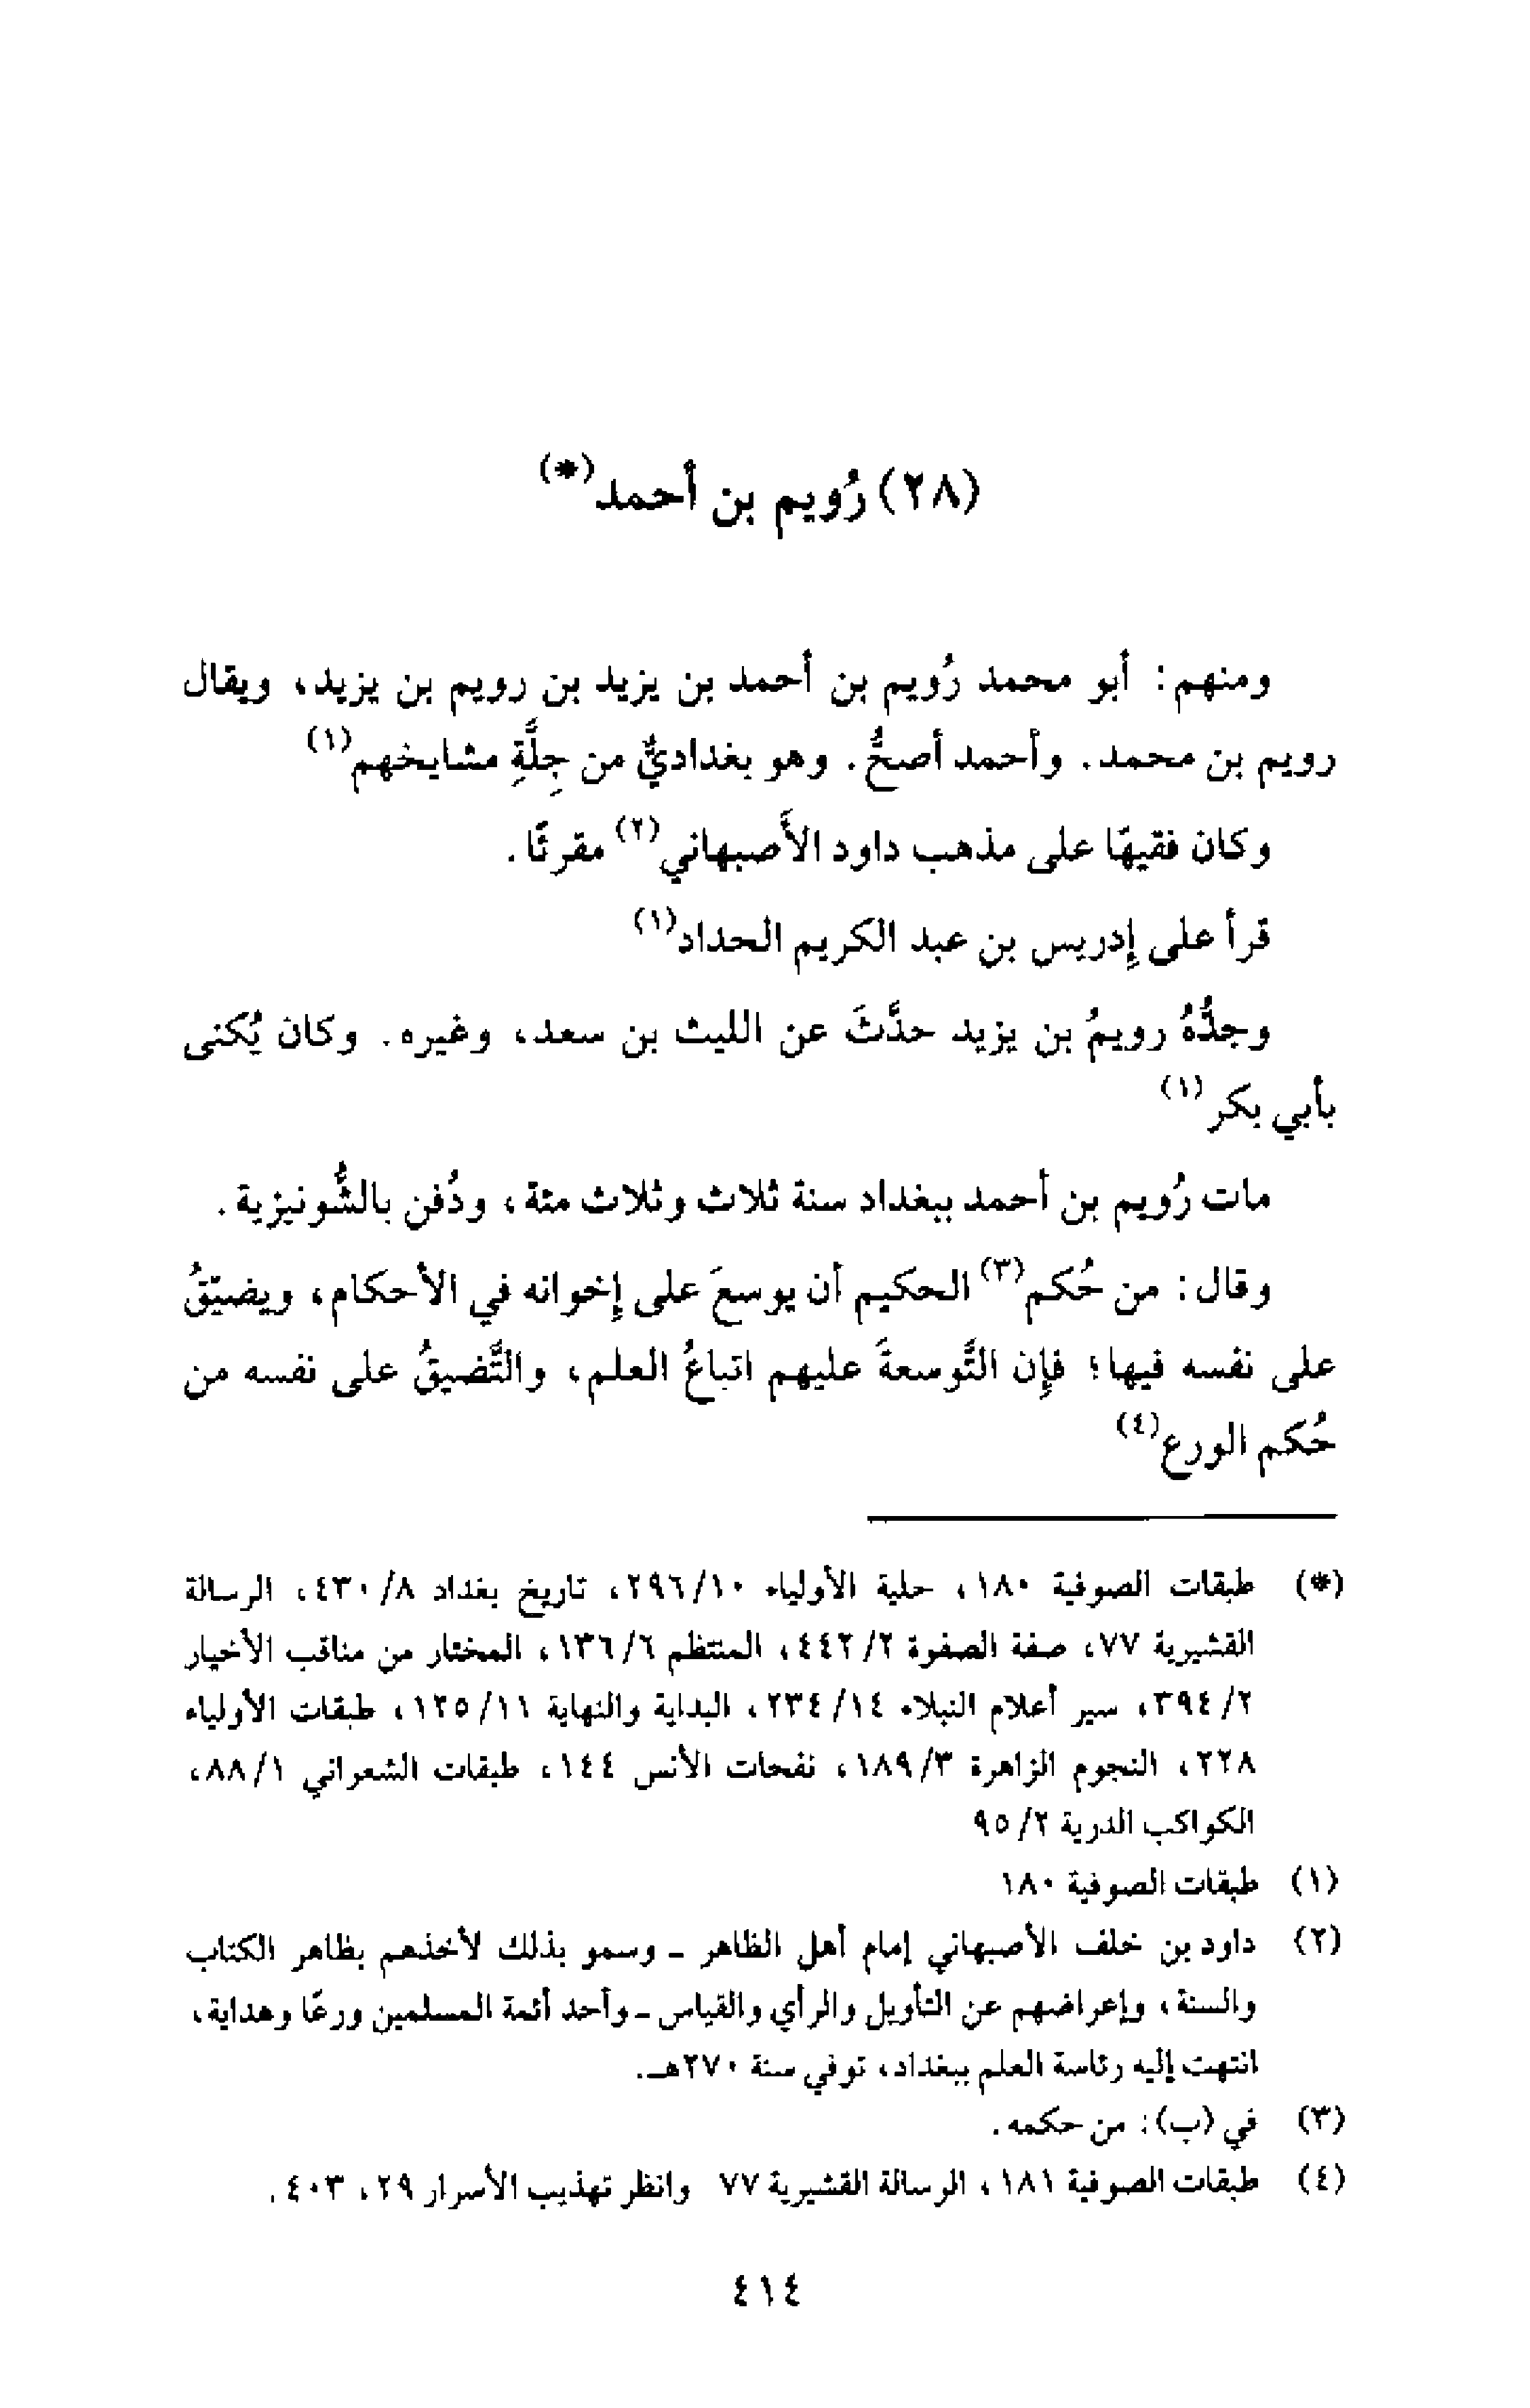 (٢٨) رُويم بن أحمد(*)
ومنهم: أبو محمد رُويم بن أحمد بن يزيد بن رويم بن يزيد، ويقال
رويم بن محمد. وأحمد أصحُّ. وهو بغداديٌّ من جِلَّةِ مشايخهم(١)
وكان فقيهًا على مذهب داود الأَصبهاني(٢) مقرئًا.
قرأ على إدريس بن عبد الكريم الحداد(١)
وجدُّهُ رويمُ بن يزيد حدَّثَ عن الليث بن سعد، وغيره. وكان يُكنى
بأبي بكر(١)
مات رُويم بن أحمد ببغداد سنة ثلاث وثلاث مئة، ودُفن بالشُّونيزية.
وقال: من حُكم(٣) الحكيم أن يوسعَ على إخوانه في الأحكام، ويضيّقُ
على نفسه فيها؛ فإن التَّوسعةَ عليهم اتباعُ العلم، والتَّضييقُ على نفسه من
حُكم الورع(٤)
(*) طبقات الصوفية ١٨٠، حلية الأولياء ١٠/٢٩٦، تاريخ بغداد ٨/٤٣٠، الرسالة
القشيرية ٧٧، صفة الصفوة ٢/٤٤٢، المنتظم ٦/١٣٦، المختار من مناقب الأخيار
٢/٣٩٤، سير أعلام النبلاء ١٤/٢٣٤، البداية والنهاية ١١/١٢٥، طبقات الأولياء
٢٢٨، النجوم الزاهرة ٣/١٨٩، نفحات الأنس ١٤٤، طبقات الشعراني ١/٨٨،
الكواكب الدرية ٢/٩٥
(١) طبقات الصوفية ١٨٠
(٢) داود بن خلف الأصبهاني إمام أهل الظاهر - وسمو بذلك لأخذهم بظاهر الكتاب
والسنة، وإعراضهم عن التأويل والرأي والقياس - وأحد أئمة المسلمين ورعًا وهداية،
انتهت إليه رئاسة العلم ببغداد، توفي سنة ٢٧٠هـ.
(٣) في (ب): من حكمه.
(٤) طبقات الصوفية ١٨١، الرسالة القشيرية ٧٧ وانظر تهذيب الأسرار ٢٩، ٤٠٣.
٤١٤